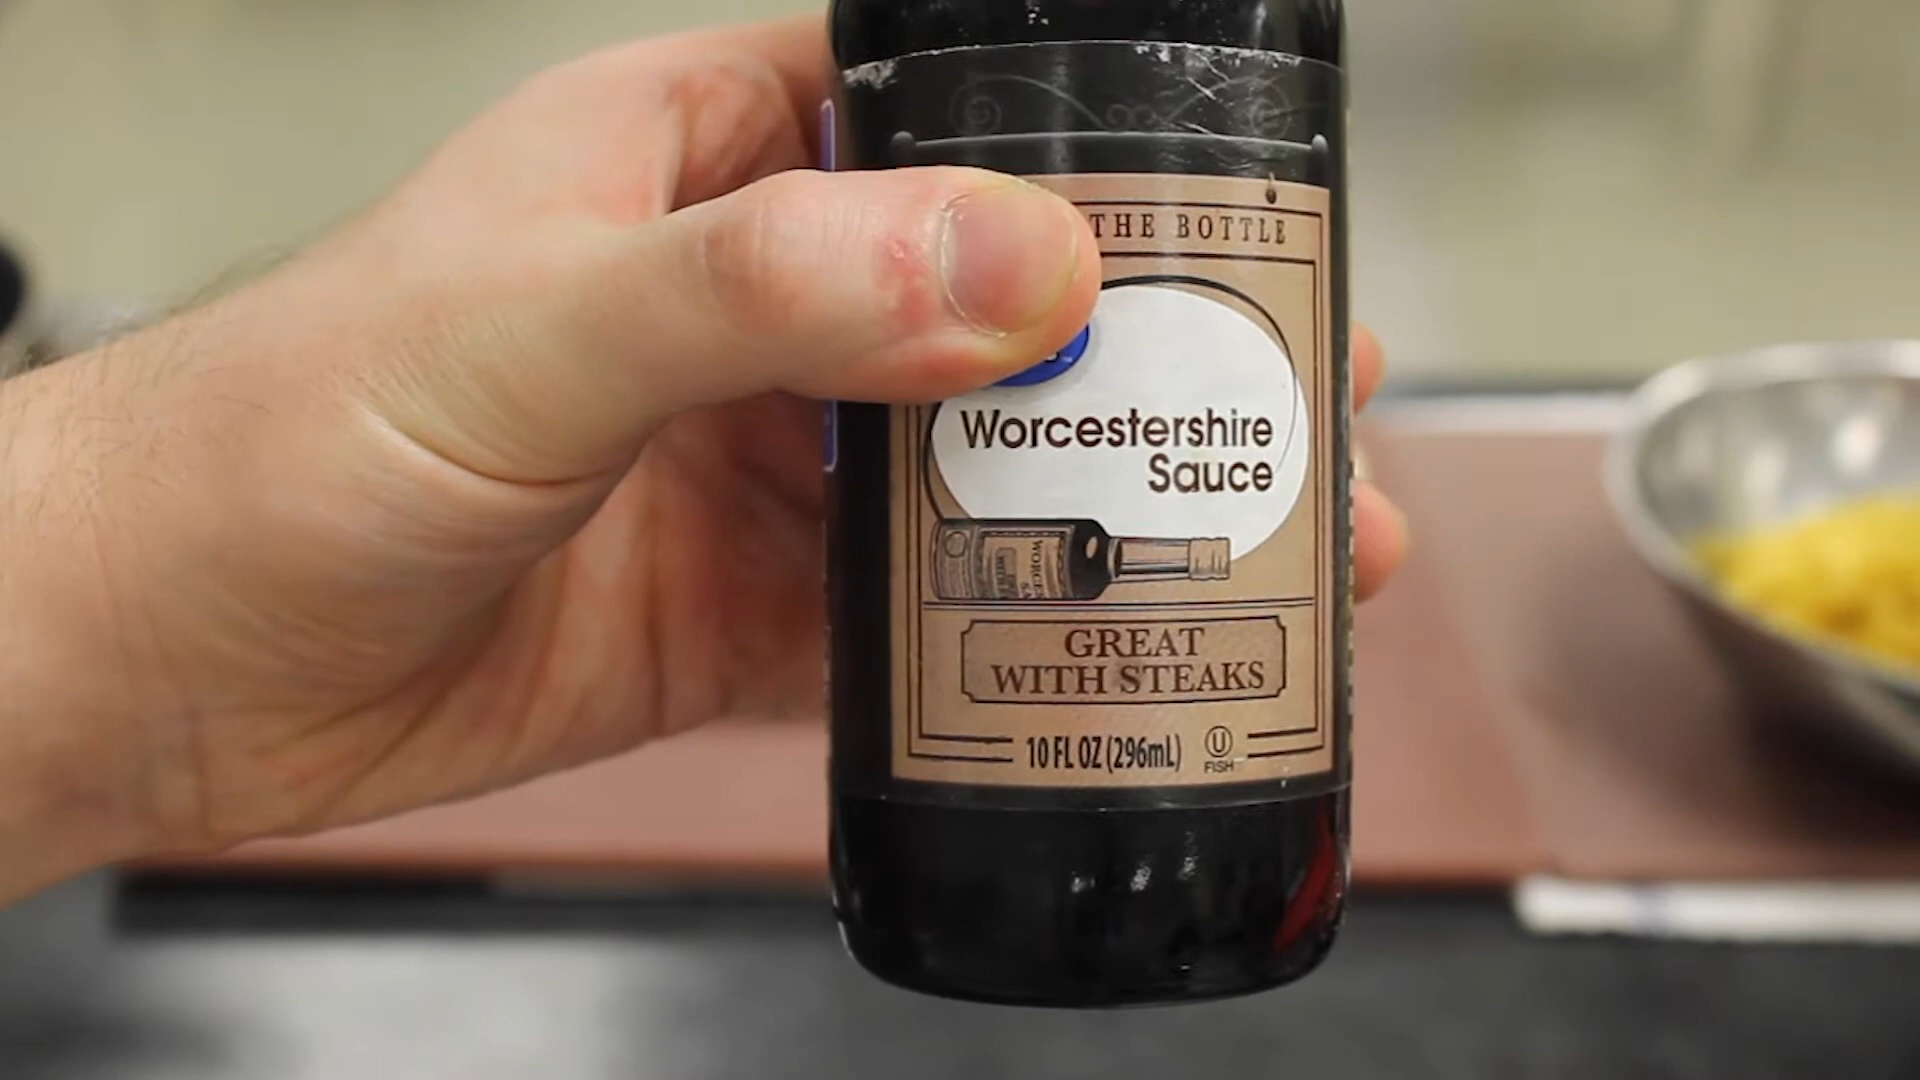 THE BOTTLE
Worcestershire
Sauce
GREAT
WITH STEAKS
10 FL OZ (296mL)
U
FISH